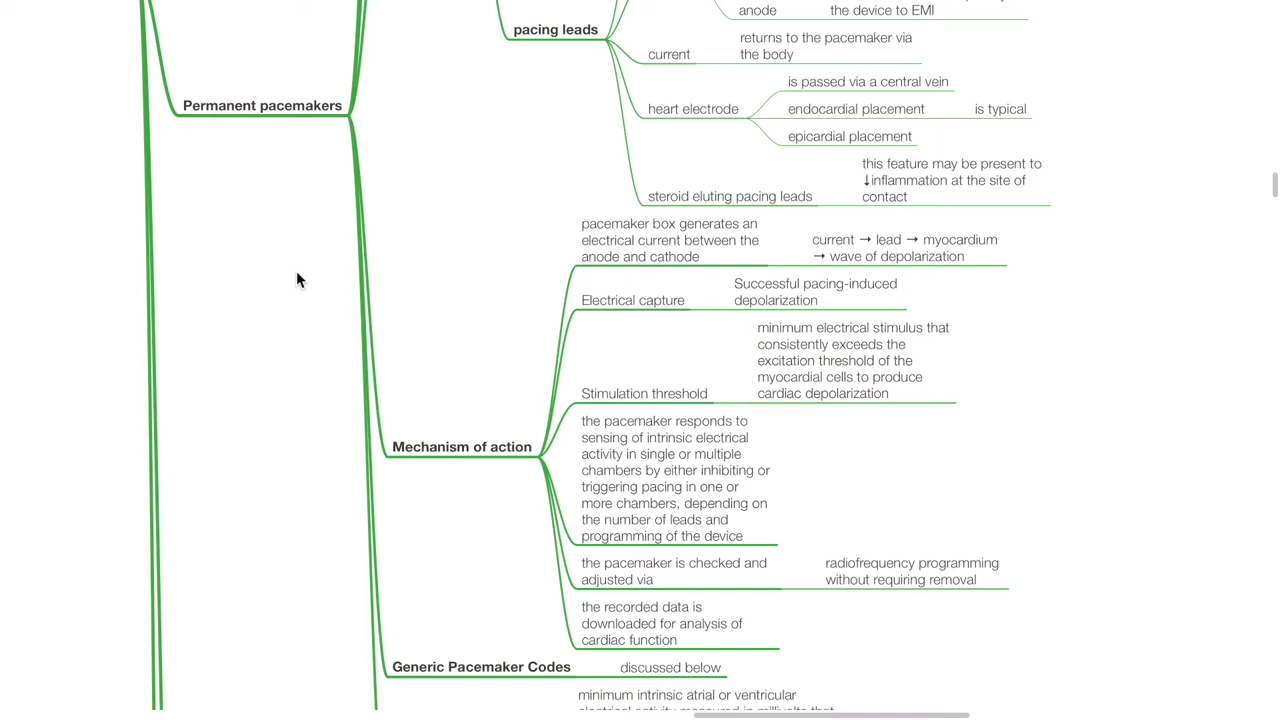 anode
the device to EMI
pacing leads
returns to the pacemaker via
the body
current
is passed via a central vein
Permanent pacemakers
heart electrode
endocardial placement
is typical
epicardial placement
this feature may be present to
↓inflammation at the site of
contact
steroid eluting pacing leads
pacemaker box generates an
electrical current between the
anode and cathode
current → lead → myocardium
→ wave of depolarization
Electrical capture
Successful pacing-induced
depolarization
minimum electrical stimulus that
consistently exceeds the
excitation threshold of the
myocardial cells to produce
cardiac depolarization
Stimulation threshold
Mechanism of action
the pacemaker responds to
sensing of intrinsic electrical
activity in single or multiple
chambers by either inhibiting or
triggering pacing in one or
more chambers, depending on
the number of leads and
programming of the device
the pacemaker is checked and
adjusted via
radiofrequency programming
without requiring removal
the recorded data is
downloaded for analysis of
cardiac function
Generic Pacemaker Codes
discussed below
minimum intrinsic atrial or ventricular
electrical activity measured in millivolts that